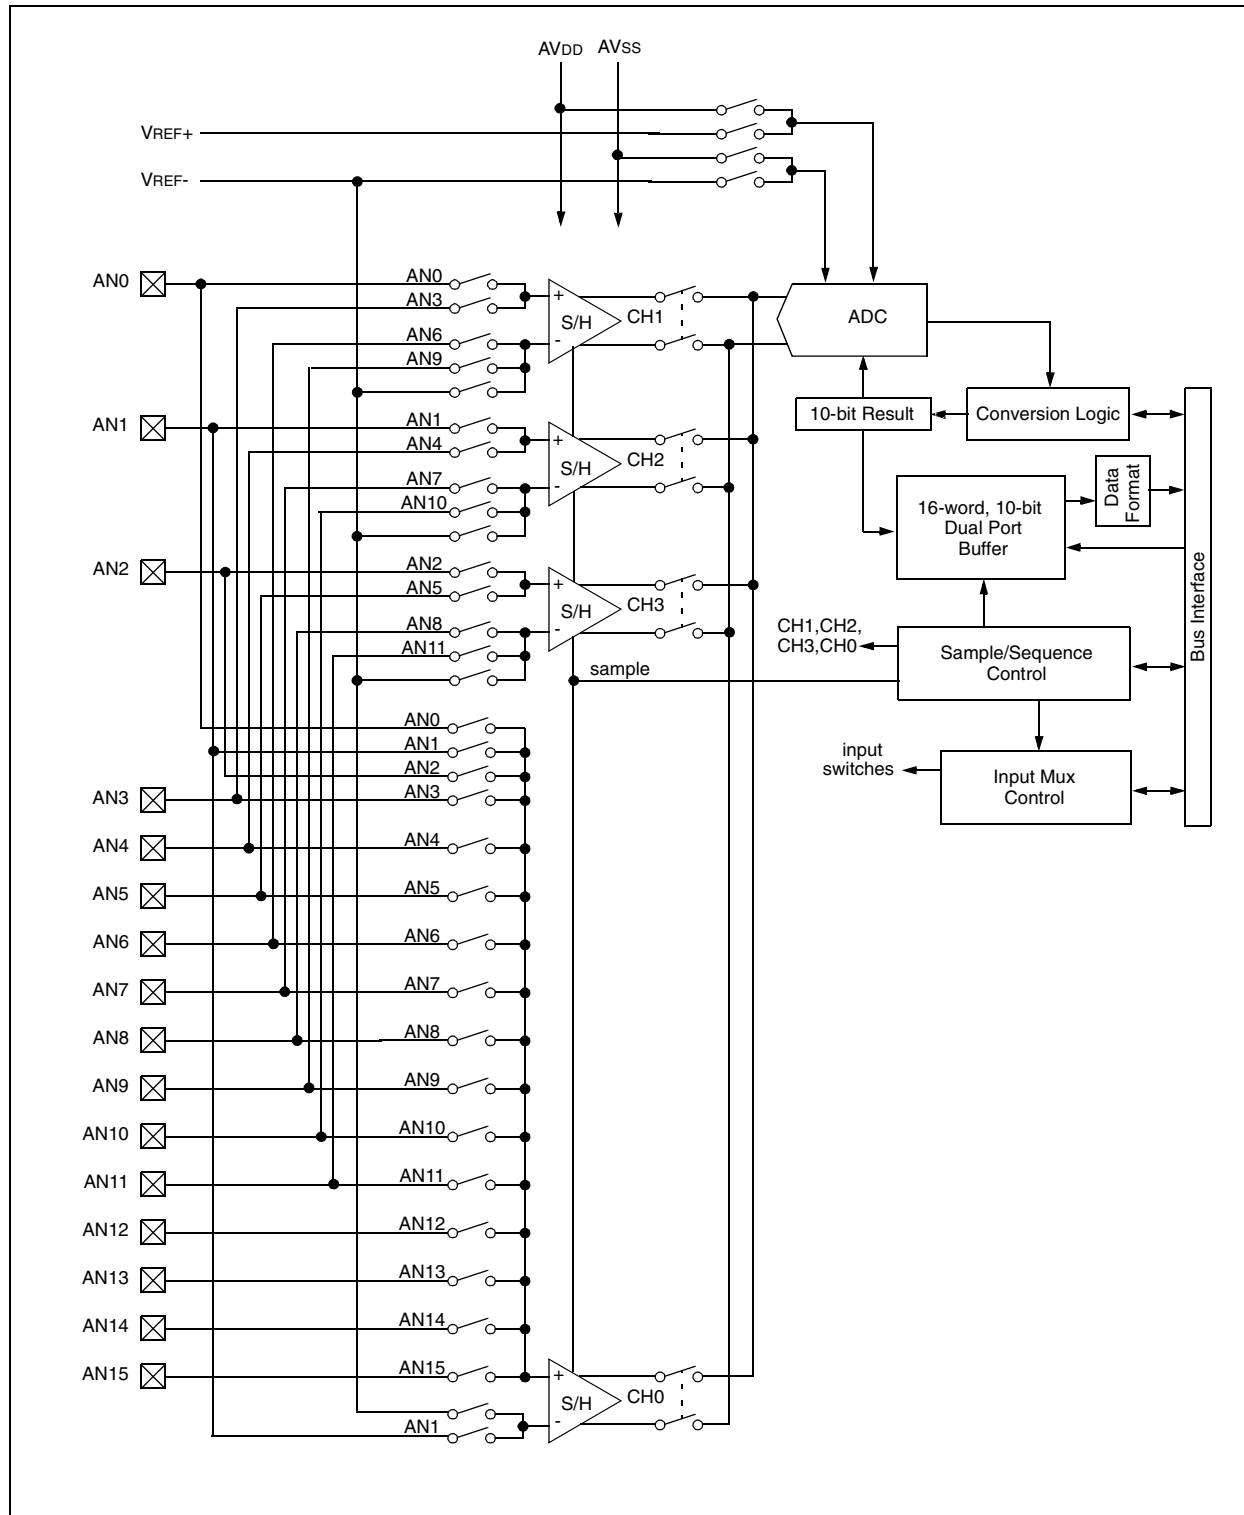 AVDD AVSS
VREF+
VREF-
AN0
AN0
AN3
+
S/H
-
CH1
AN6
AN9
ADC
10-bit Result
Conversion Logic
AN1
AN1
AN4
+
S/H
-
CH2
AN7
AN10
16-word, 10-bit
Dual Port
Buffer
Data
Format
Bus Interface
AN2
AN2
AN5
+
S/H
-
CH3
AN8
AN11
CH1,CH2,
CH3,CH0
Sample/Sequence
Control
sample
AN0
AN1
AN2
AN3
AN3
input
switches
Input Mux
Control
AN4
AN4
AN5
AN5
AN6
AN6
AN7
AN7
AN8
AN8
AN9
AN9
AN10
AN10
AN11
AN11
AN12
AN12
AN13
AN13
AN14
AN14
AN15
AN15
+
S/H
-
CH0
AN1